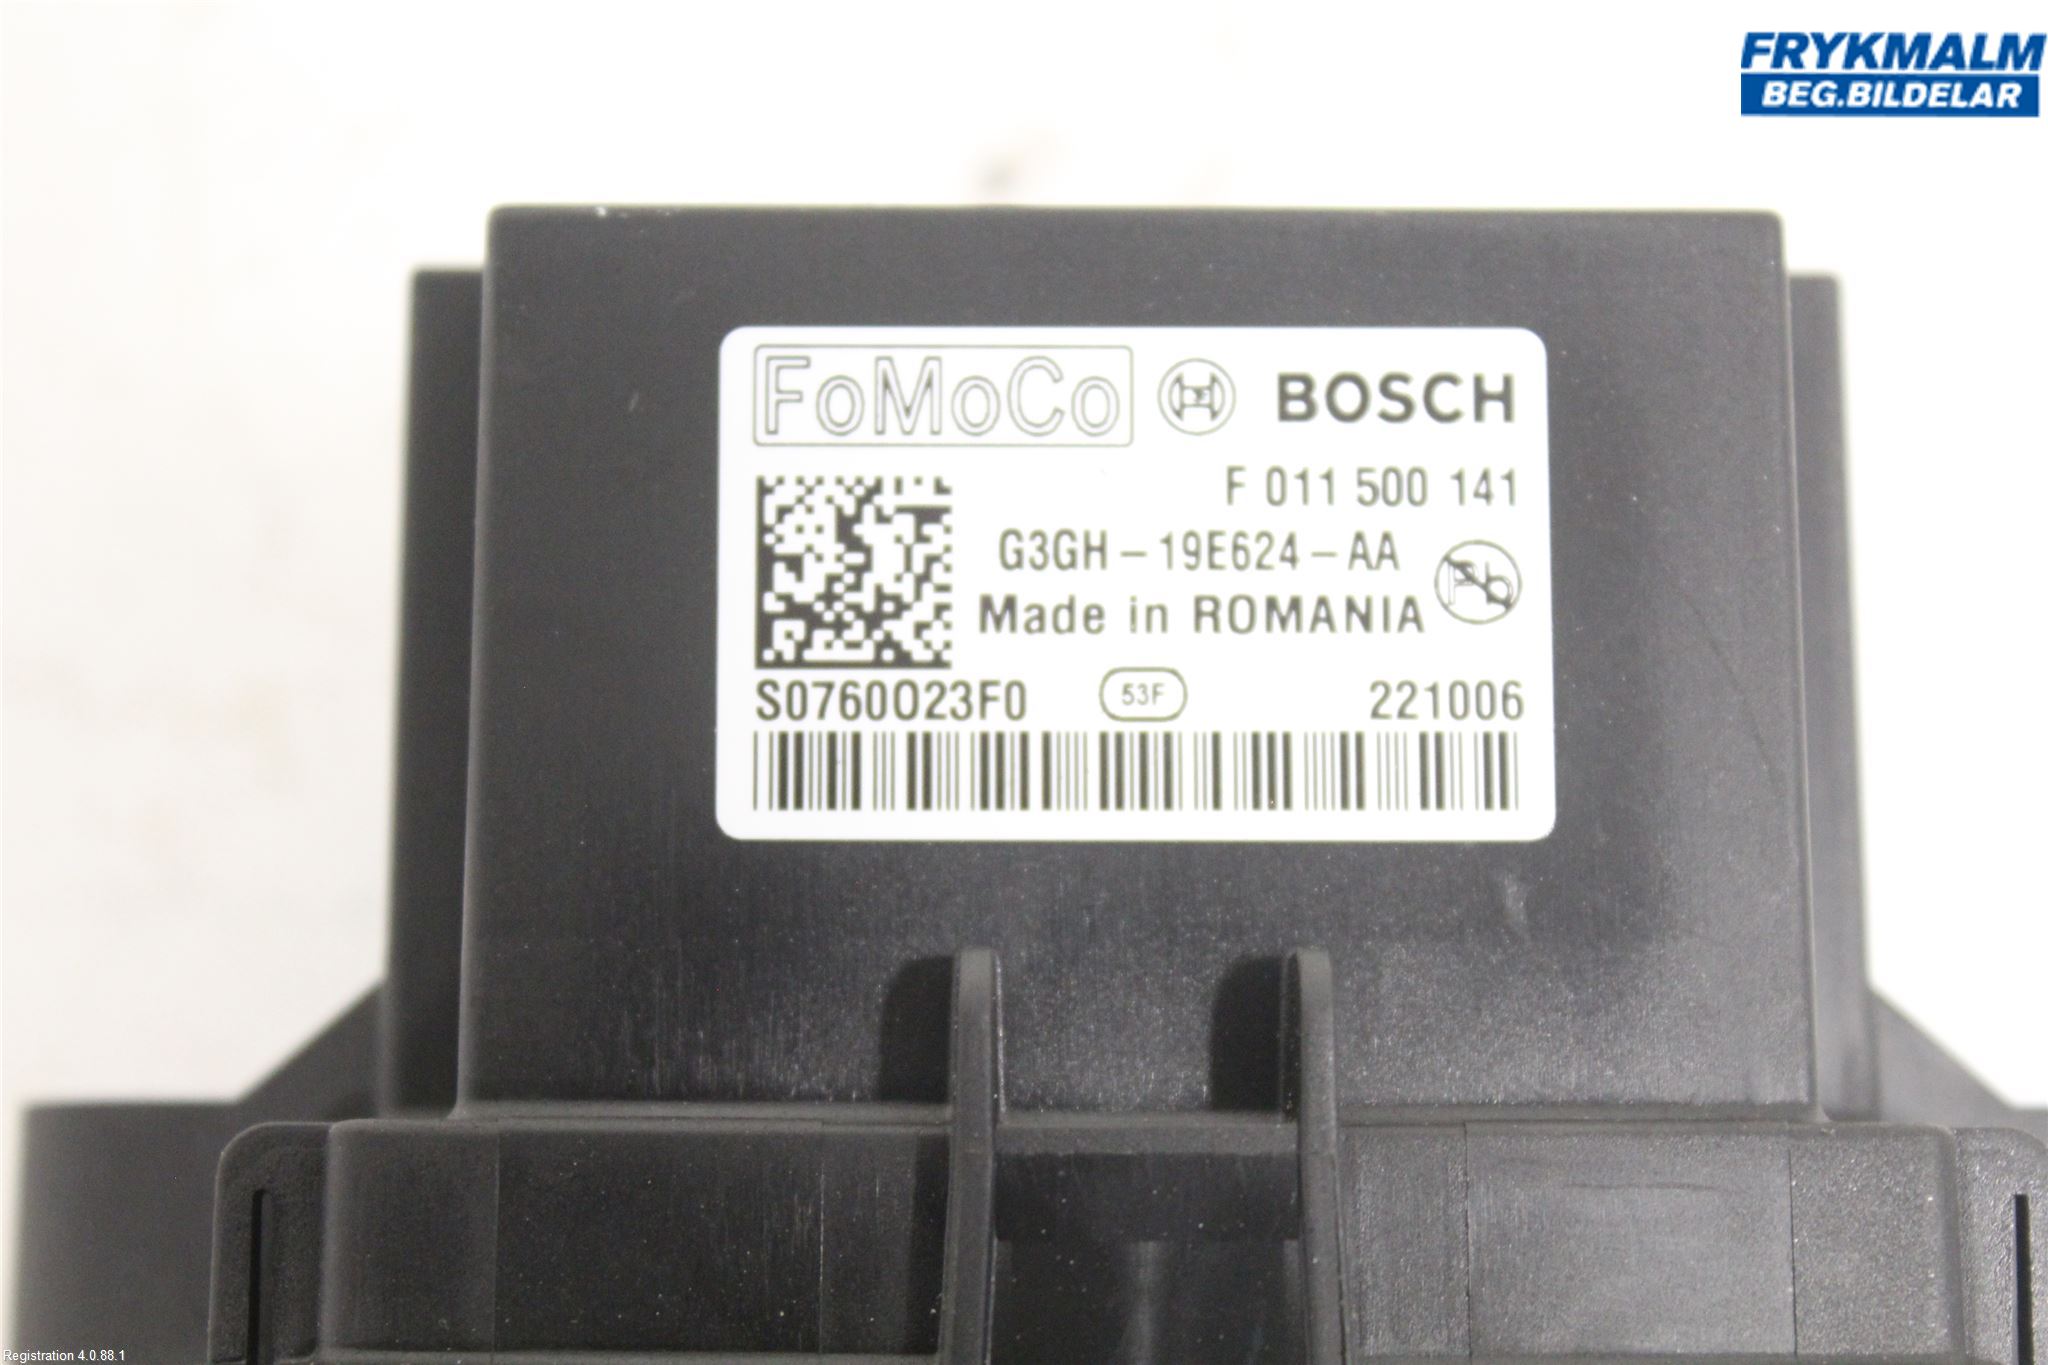 FRYKMALM
BEG.BILDELAR
FoMoCo BOSCH
F 011 500 141
G3GH-19E624-AA
Pb
Made in ROMANIA
S0760023F0 53F 221006
Registration 4.0.88.1